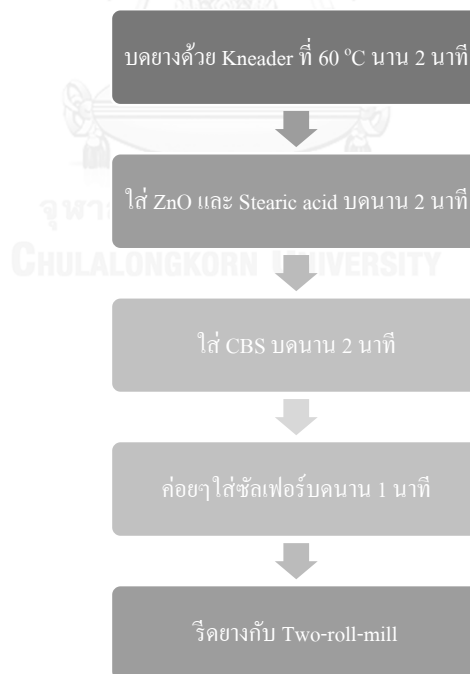 บดยางด้วย Kneader ที่ 60 °C นาน 2 นาที
ใส่ ZnO และ Stearic acid บดนาน 2 นาที
CHULALONGKORN UNIVERSITY
ใส่ CBS บดนาน 2 นาที
ค่อยๆใส่ซัลเฟอร์บดนาน 1 นาที
รีดยางกับ Two-roll-mill